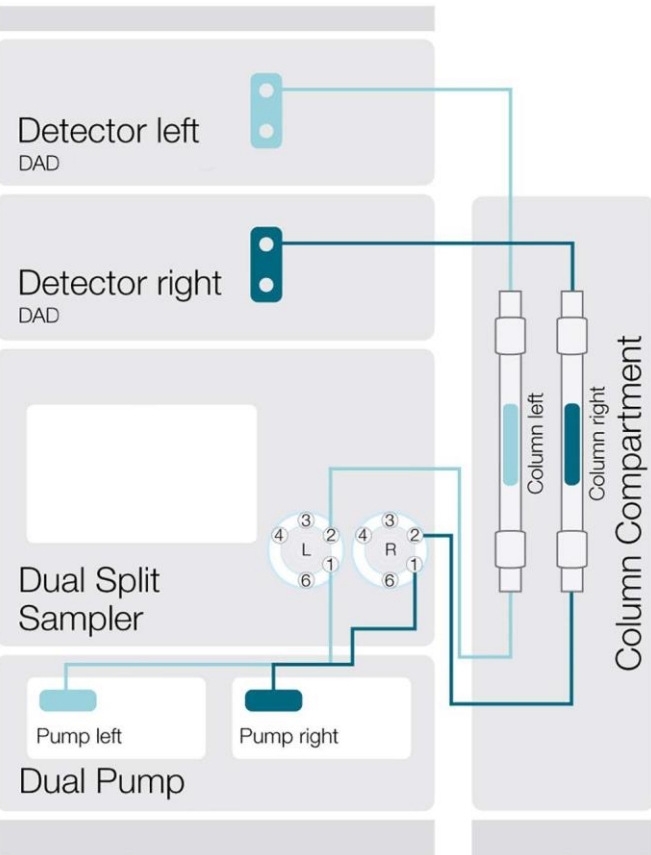 Detector left
DAD
Detector right
DAD
Dual Split
Sampler
3
4
2
L
1
6
3
4
2
R
1
6
Pump left
Pump right
Dual Pump
Column left
Column right
Column Compartment